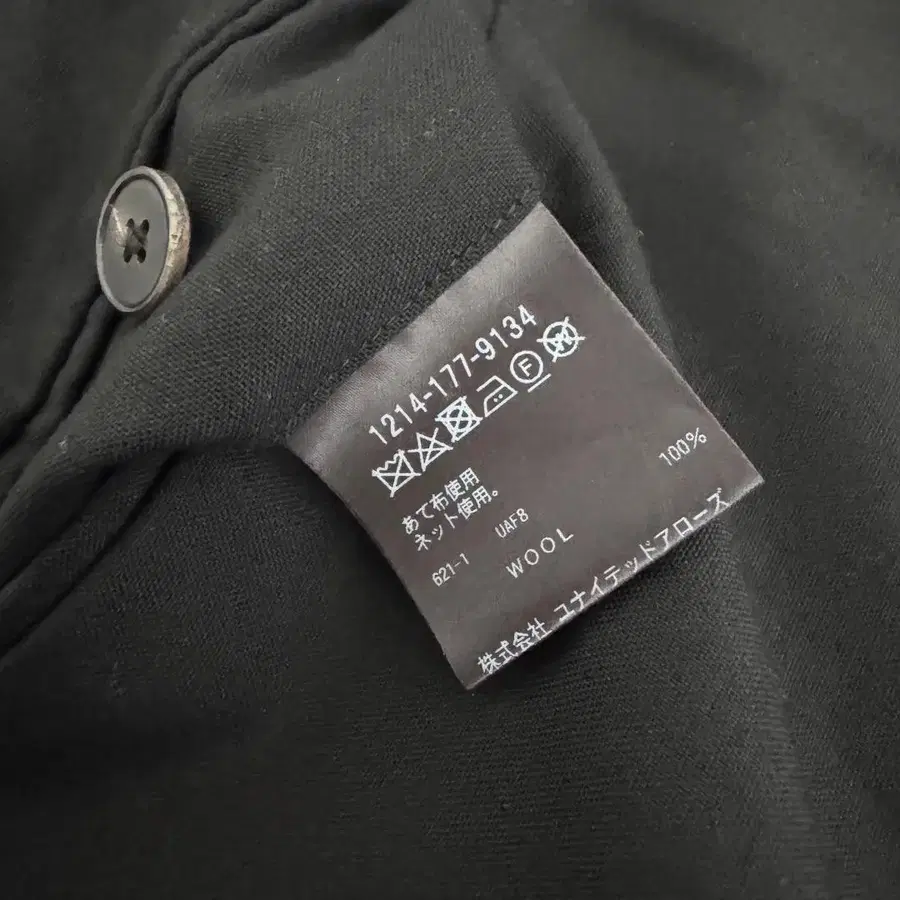 1214-177-9134
F W
あて布使用
ネット使用。
621-1 UAF8
WOOL 100%
株式会社 ユナイテッドアローズ